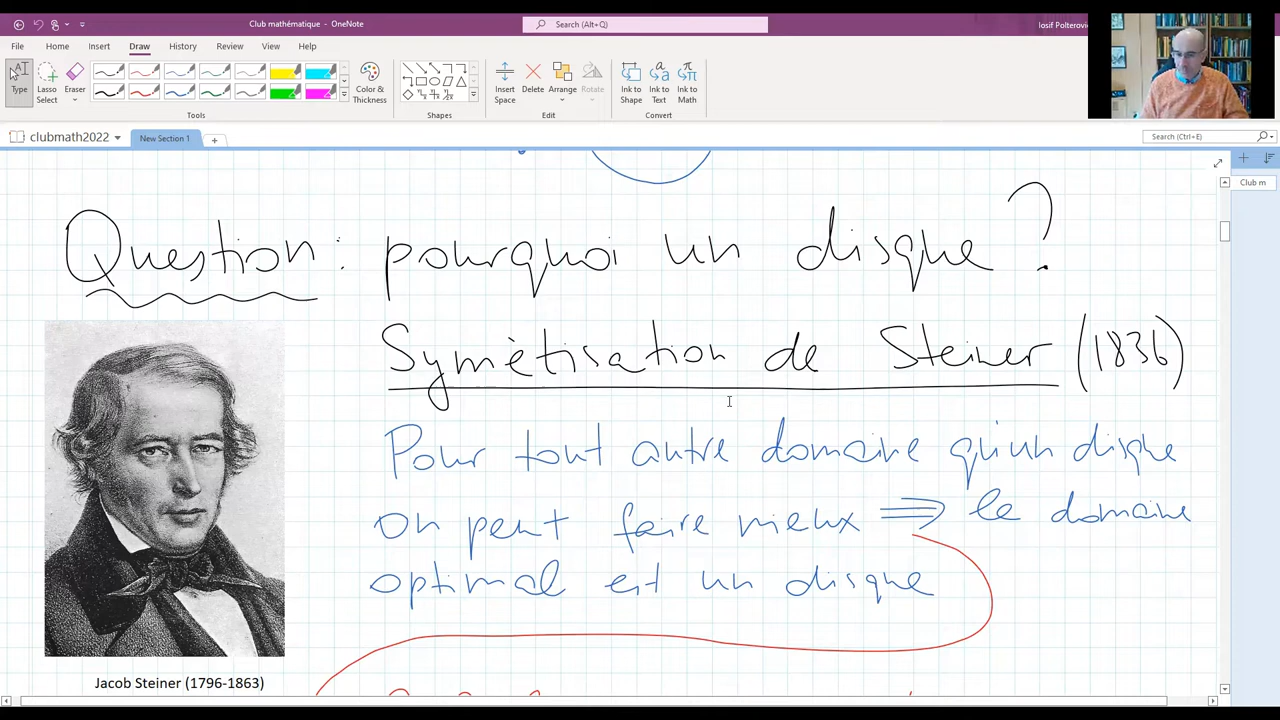 Club mathématique - OneNote
Search (Alt+Q)
Iosif Polterovi
File Home Insert Draw History Review View Help
Type
Lasso Select
Eraser
Color & Thickness
Insert Space
Delete
Arrange
Rotate
Ink to Shape
Ink to Text
Ink to Math
Tools
Shapes
Edit
Convert
clubmath2022
New Section 1
Search (Ctrl+E)
Club m
Question : pourquoi un disque ?
Symètisation de Steiner (1836)
Pour tout autre domaine qu'un disque
on peut faire mieux ⇒ le domaine
optimal est un disque
Jacob Steiner (1796-1863)